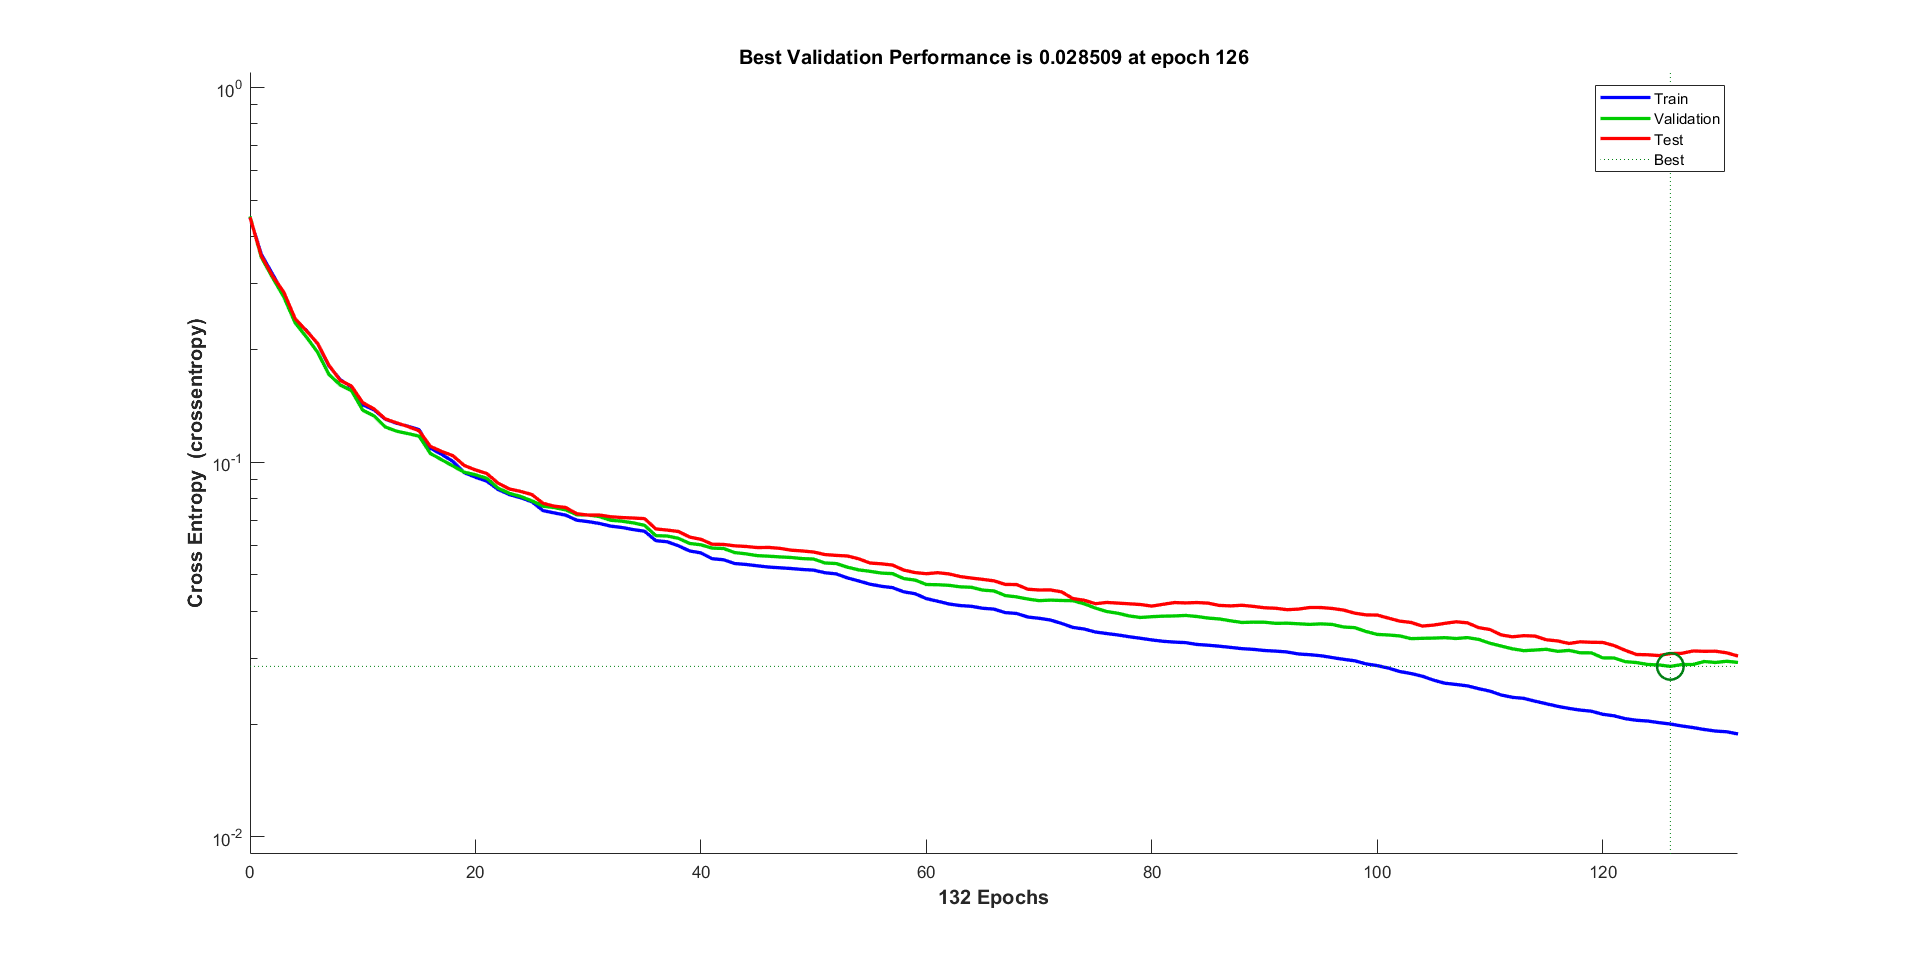 Best Validation Performance is 0.028509 at epoch 126
10^0
10^-1
10^-2
Cross Entropy (crossentropy)
Train
Validation
Test
Best
0 20 40 60 80 100 120
132 Epochs